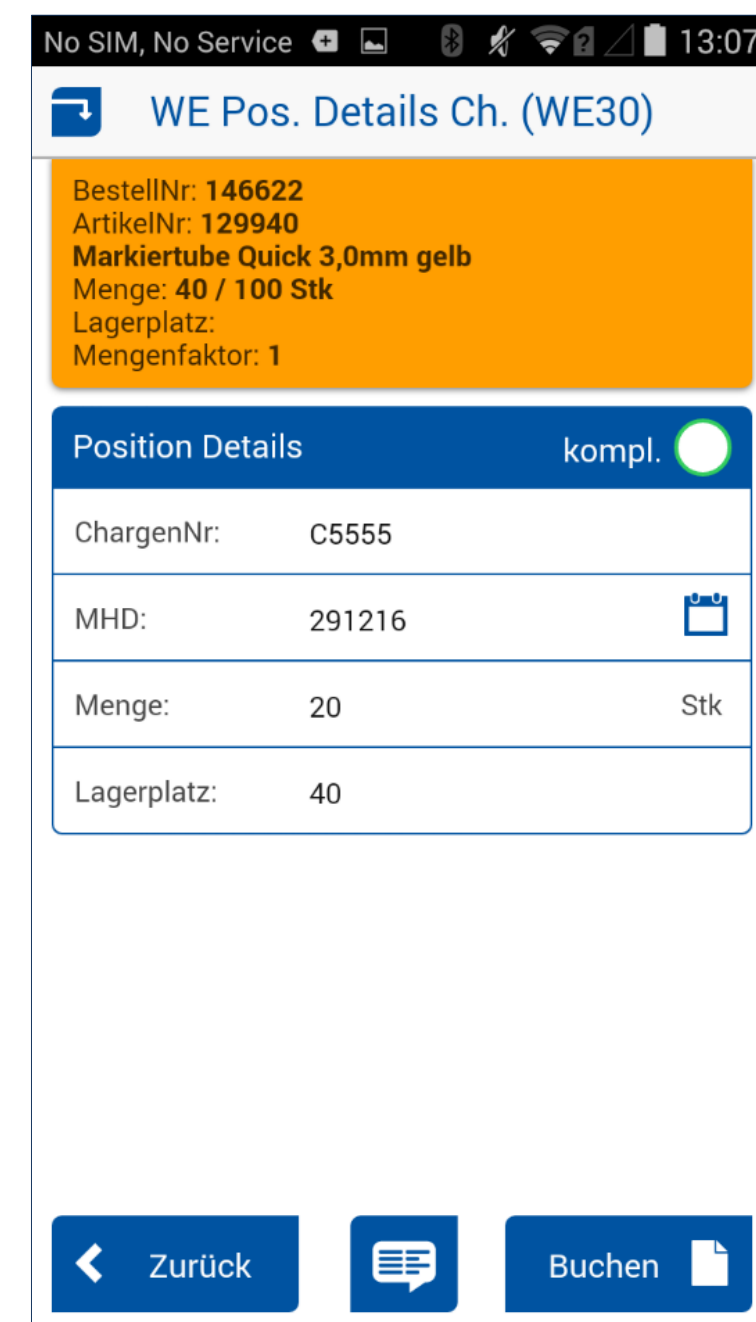 No SIM, No Service 13:07
WE Pos. Details Ch. (WE30)
BestellNr: 146622
ArtikelNr: 129940
Markiertube Quick 3,0mm gelb
Menge: 40 / 100 Stk
Lagerplatz:
Mengenfaktor: 1
Position Details kompl.
ChargenNr: C5555
MHD: 291216
Menge: 20 Stk
Lagerplatz: 40
Zurück Buchen